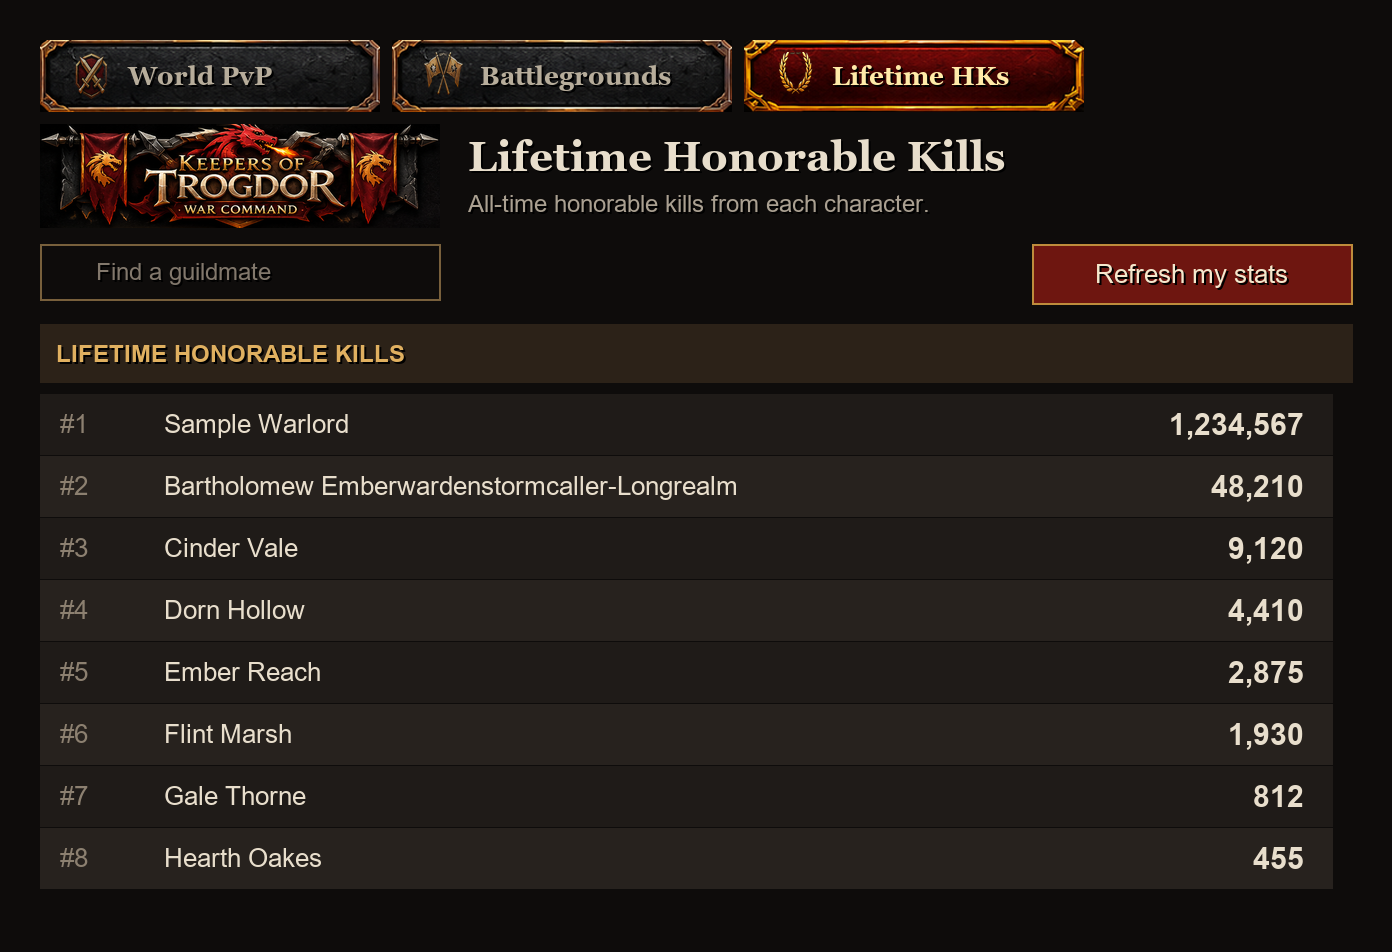 World PvP
Battlegrounds
Lifetime HKs
KEEPERS OF
TROGDOR
WAR COMMAND
Lifetime Honorable Kills
All-time honorable kills from each character.
Find a guildmate
Refresh my stats
LIFETIME HONORABLE KILLS
#1 Sample Warlord 1,234,567
#2 Bartholomew Emberwardenstormcaller-Longrealm 48,210
#3 Cinder Vale 9,120
#4 Dorn Hollow 4,410
#5 Ember Reach 2,875
#6 Flint Marsh 1,930
#7 Gale Thorne 812
#8 Hearth Oakes 455